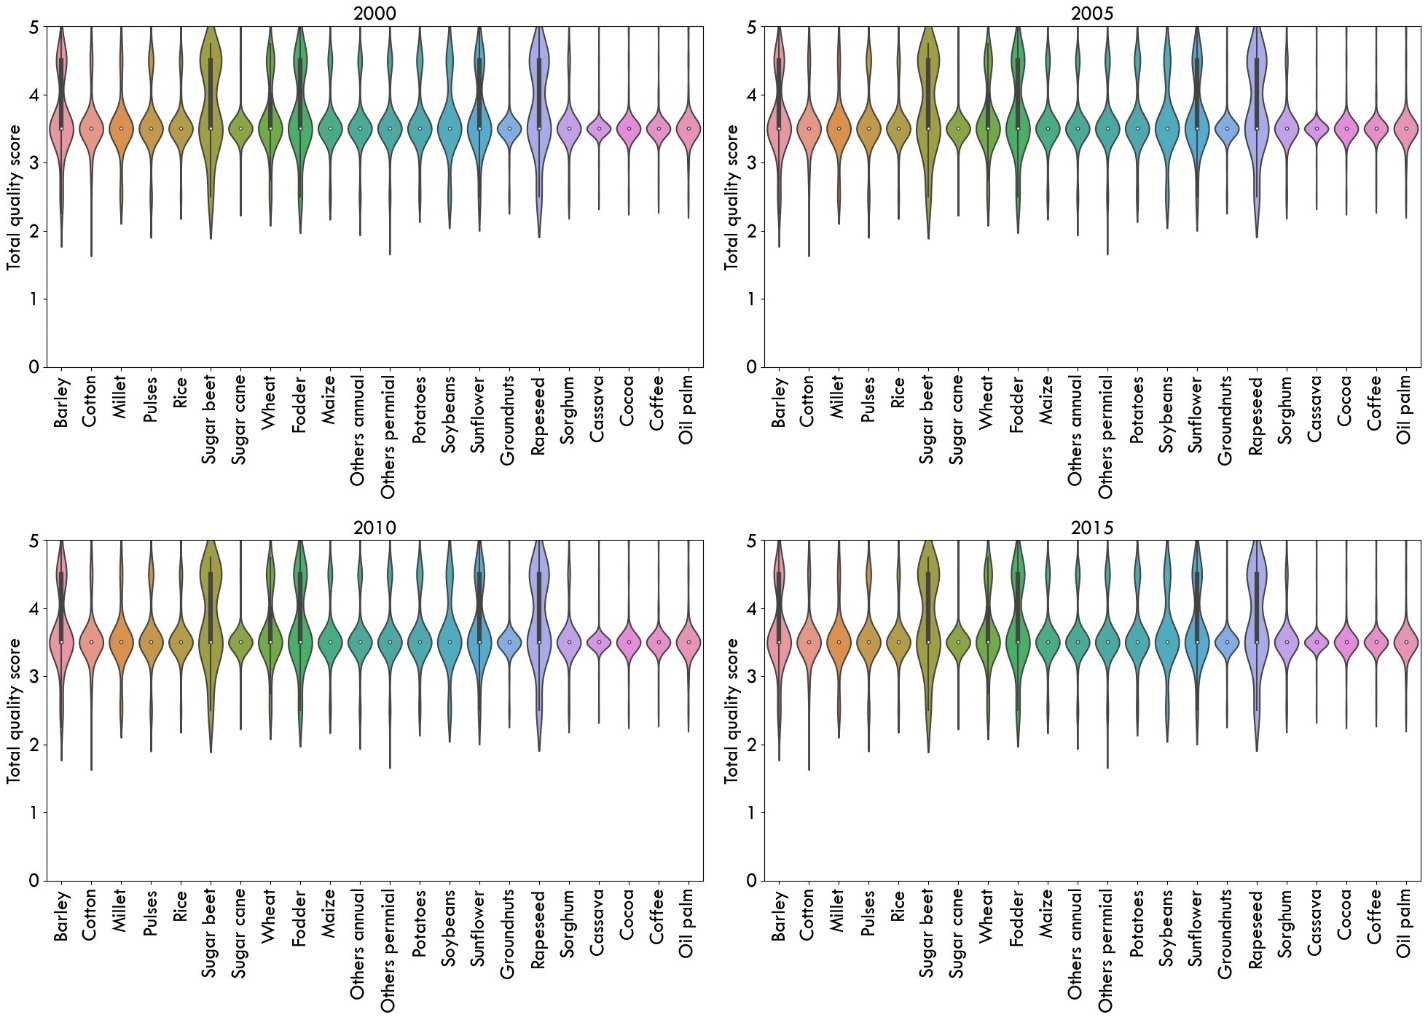 2000
5
4
3
2
1
0
Total quality score
Barley
Cotton
Millet
Pulses
Rice
Sugar beet
Sugar cane
Wheat
Fodder
Maize
Others annual
Others pernnial
Potatoes
Soybeans
Sunflower
Groundnuts
Rapeseed
Sorghum
Cassava
Cocoa
Coffee
Oil palm
2005
5
4
3
2
1
0
Total quality score
Barley
Cotton
Millet
Pulses
Rice
Sugar beet
Sugar cane
Wheat
Fodder
Maize
Others annual
Others pernnial
Potatoes
Soybeans
Sunflower
Groundnuts
Rapeseed
Sorghum
Cassava
Cocoa
Coffee
Oil palm
2010
5
4
3
2
1
0
Total quality score
Barley
Cotton
Millet
Pulses
Rice
Sugar beet
Sugar cane
Wheat
Fodder
Maize
Others annual
Others pernnial
Potatoes
Soybeans
Sunflower
Groundnuts
Rapeseed
Sorghum
Cassava
Cocoa
Coffee
Oil palm
2015
5
4
3
2
1
0
Total quality score
Barley
Cotton
Millet
Pulses
Rice
Sugar beet
Sugar cane
Wheat
Fodder
Maize
Others annual
Others pernnial
Potatoes
Soybeans
Sunflower
Groundnuts
Rapeseed
Sorghum
Cassava
Cocoa
Coffee
Oil palm